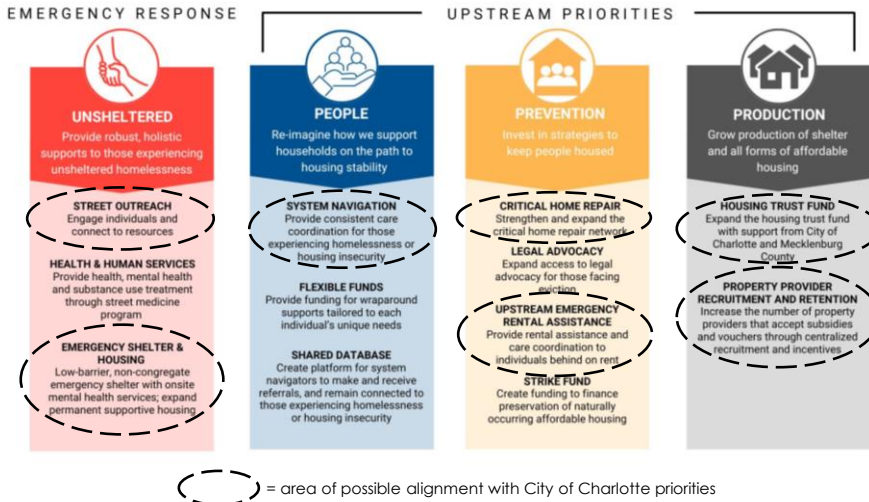 EMERGENCY RESPONSE
UPSTREAM PRIORITIES
UNSHELTERED
Provide robust, holistic
supports to those experiencing
unsheltered homelessness
STREET OUTREACH
Engage individuals and
connect to resources
HEALTH & HUMAN SERVICES
Provide health, mental health
and substance use treatment
through street medicine
program
EMERGENCY SHELTER &
HOUSING
Low-barrier, non-congregate
emergency shelter with onsite
mental health services; expand
permanent supportive housing
PEOPLE
Re-imagine how we support
households on the path to
housing stability
SYSTEM NAVIGATION
Provide consistent care
coordination for those
experiencing homelessness or
housing insecurity
FLEXIBLE FUNDS
Provide funding for wraparound
supports tailored to each
individual's unique needs
SHARED DATABASE
Create platform for system
navigators to make and receive
referrals, and remain connected to
those experiencing homelessness
or housing insecurity
PREVENTION
Invest in strategies to
keep people housed
CRITICAL HOME REPAIR
Strengthen and expand the
critical home repair network
LEGAL ADVOCACY
Expand access to legal
advocacy for those facing
eviction
UPSTREAM EMERGENCY
RENTAL ASSISTANCE
Provide rental assistance and
care coordination to
individuals behind on rent
STRIKE FUND
Create funding to finance
preservation of naturally
occurring affordable housing
PRODUCTION
Grow production of shelter
and all forms of affordable
housing
HOUSING TRUST FUND
Expand the housing trust fund
with support from City of
Charlotte and Mecklenburg
County
PROPERTY PROVIDER
RECRUITMENT AND RETENTION
Increase the number of property
providers that accept subsidies
and vouchers through centralized
recruitment and incentives
= area of possible alignment with City of Charlotte priorities